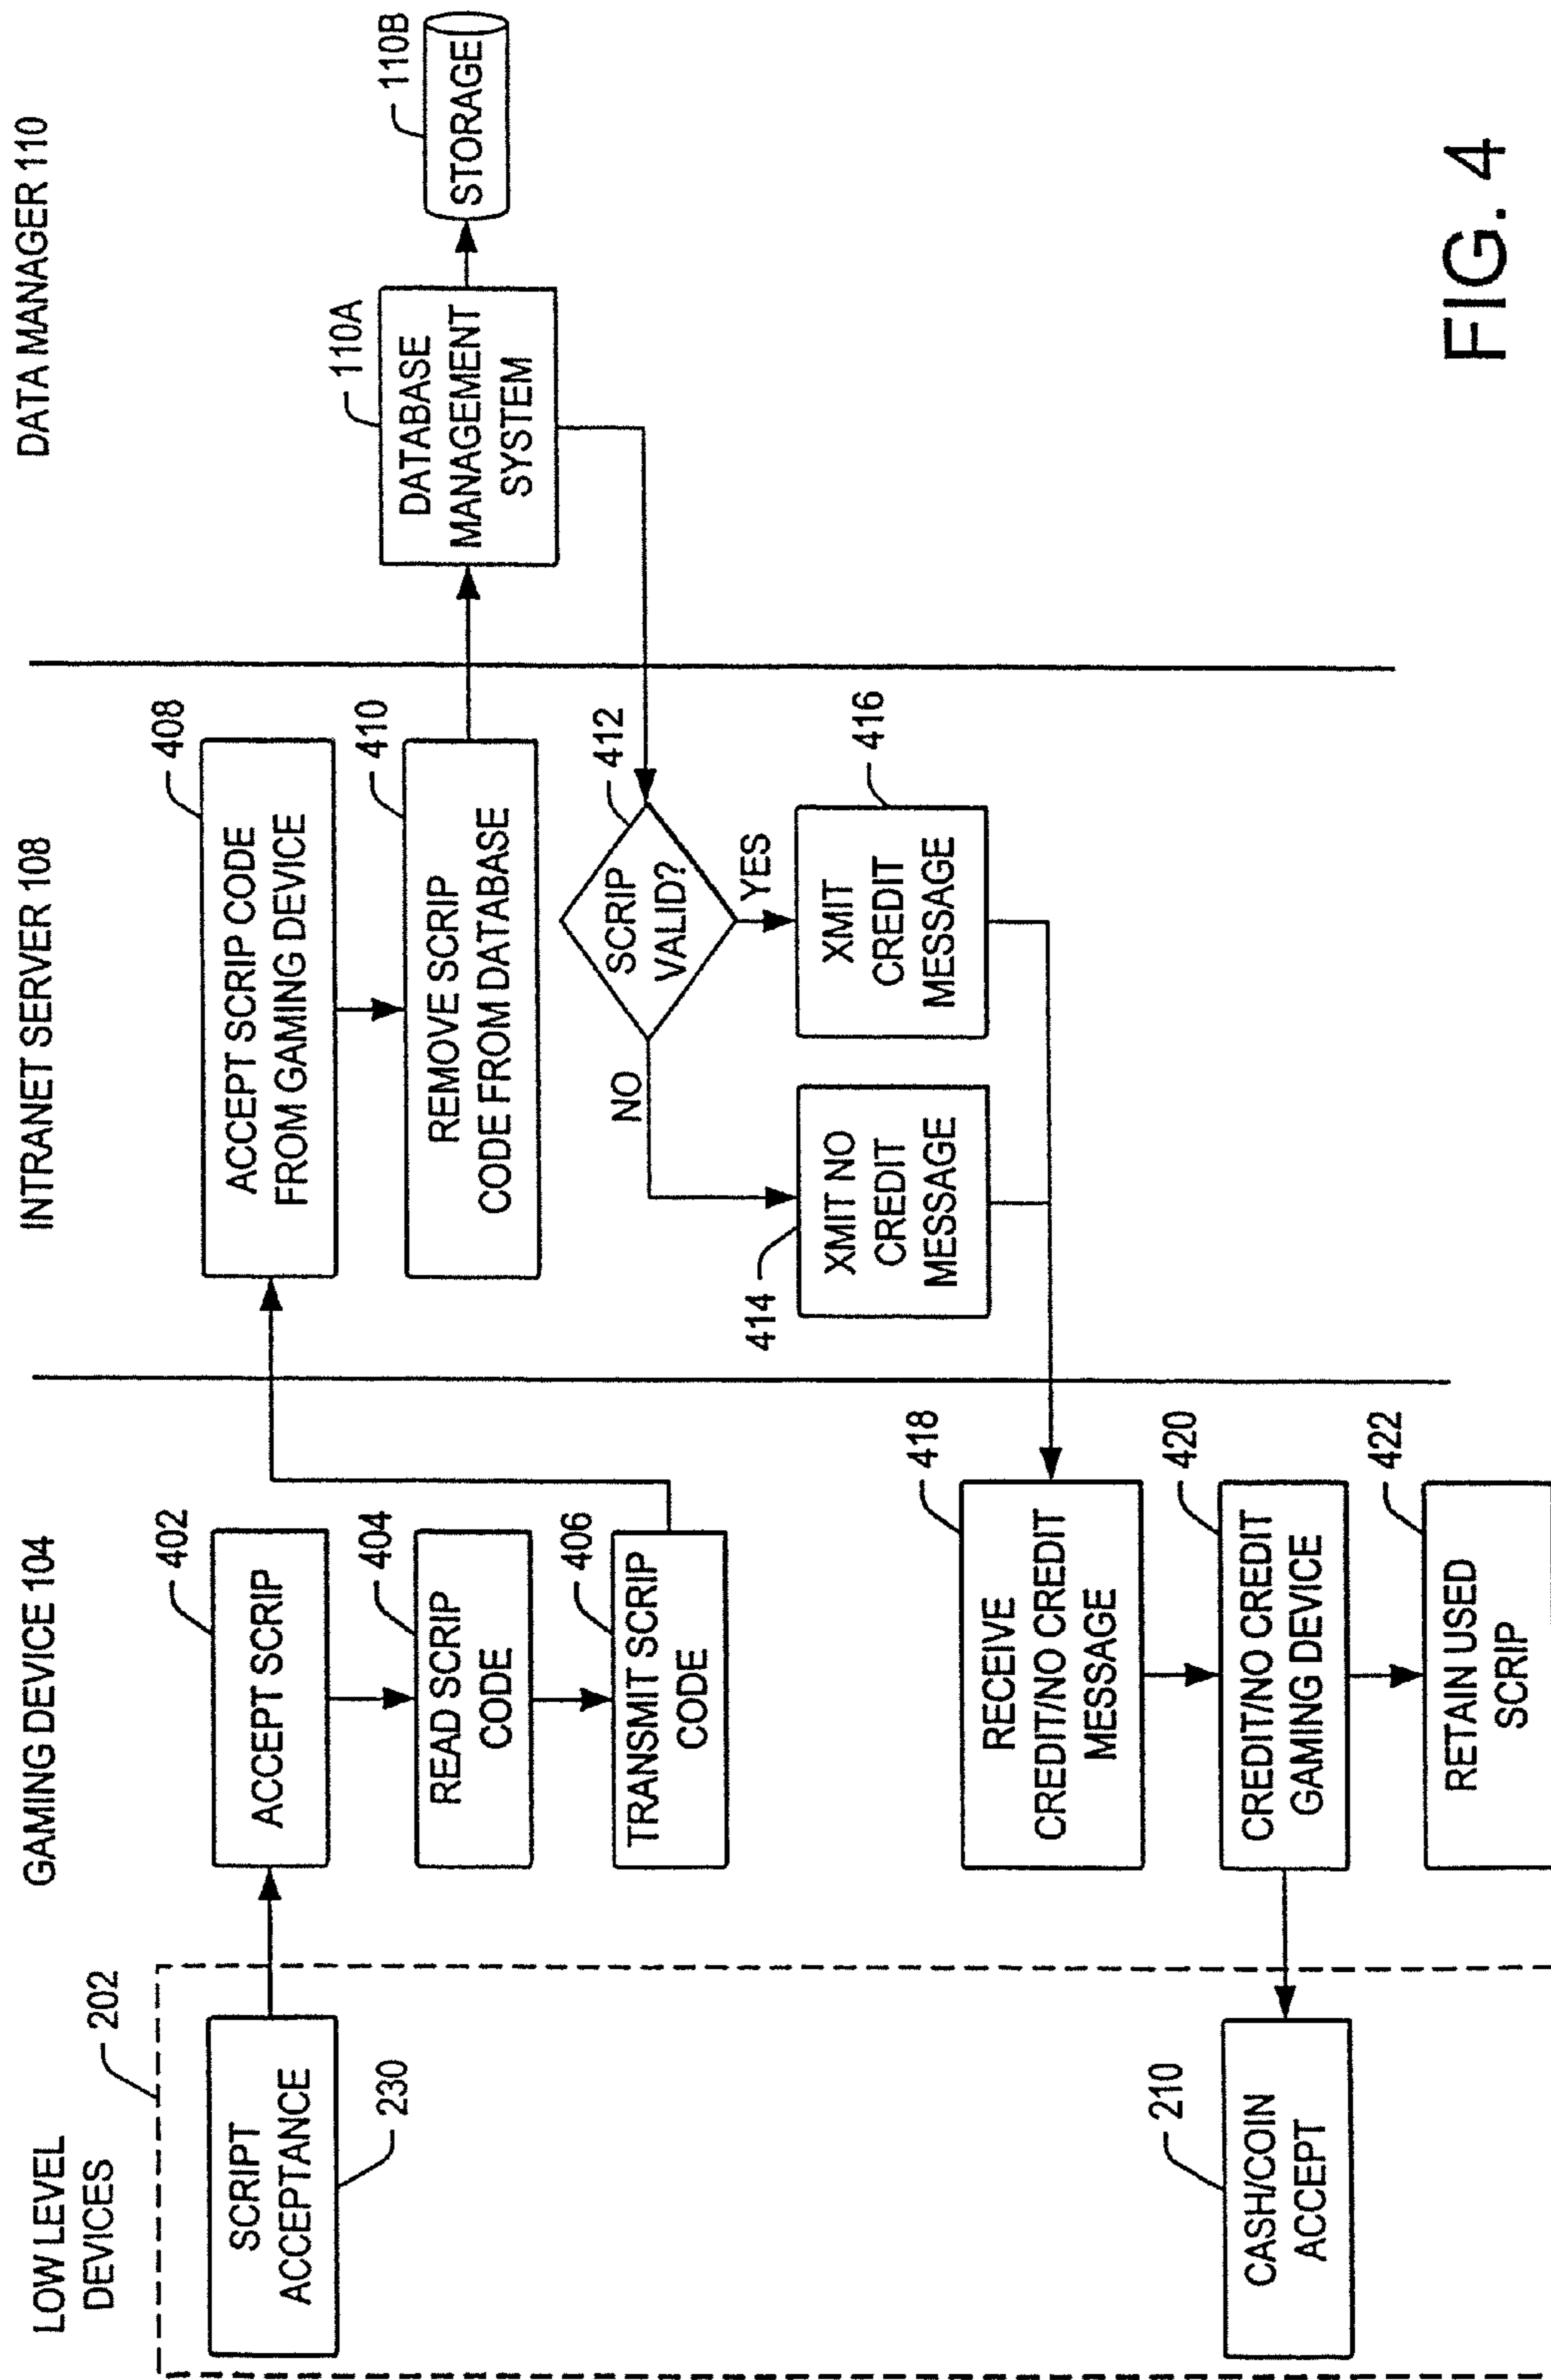 LOW LEVEL
DEVICES
GAMING DEVICE 104
INTRANET SERVER 108
DATA MANAGER 110
202
SCRIPT
ACCEPTANCE
230
402
ACCEPT SCRIP
404
READ SCRIP
CODE
406
TRANSMIT SCRIP
CODE
408
ACCEPT SCRIP CODE
FROM GAMING DEVICE
410
REMOVE SCRIP
CODE FROM DATABASE
110A
DATABASE
MANAGEMENT
SYSTEM
110B
STORAGE
412
SCRIP
VALID?
NO
YES
414
XMIT NO
CREDIT
MESSAGE
416
XMIT
CREDIT
MESSAGE
418
RECEIVE
CREDIT/NO CREDIT
MESSAGE
420
CREDIT/NO CREDIT
GAMING DEVICE
422
RETAIN USED
SCRIP
210
CASH/COIN
ACCEPT
FIG. 4